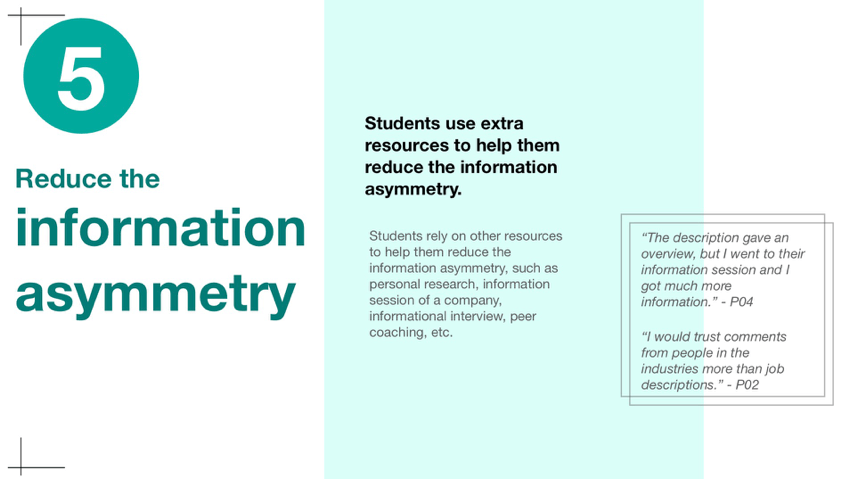 5
Reduce the
information
asymmetry
Students use extra
resources to help them
reduce the information
asymmetry.
Students rely on other resources
to help them reduce the
information asymmetry, such as
personal research, information
session of a company,
informational interview, peer
coaching, etc.
“The description gave an
overview, but I went to their
information session and I
got much more
information.” - P04
“I would trust comments
from people in the
industries more than job
descriptions.” - P02